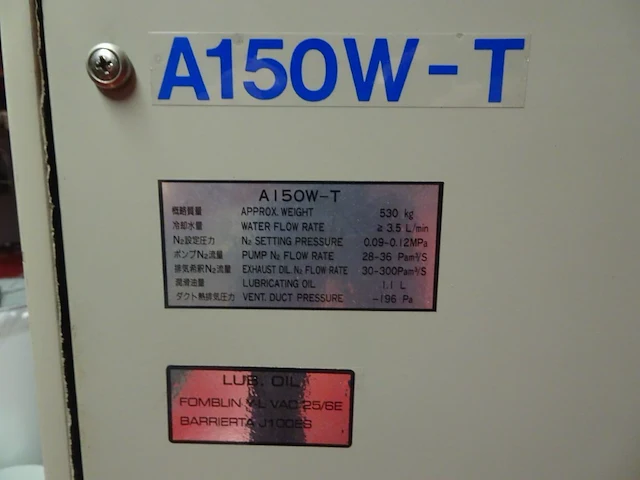 A150W-T
A150W-T
概略質量 APPROX. WEIGHT 530 kg
冷却水量 WATER FLOW RATE ≥ 3.5 L/min
N₂設定圧力 N₂ SETTING PRESSURE 0.09-0.12MPa
ポンプN₂流量 PUMP N₂ FLOW RATE 28-36 Pam³/S
排気希釈N₂流量 EXHAUST DIL. N₂ FLOW RATE 30-300Pam³/S
潤滑油量 LUBRICATING OIL 1.1 L
ダクト熱排気圧力 VENT. DUCT PRESSURE -196 Pa
LUB. OIL
FOMBLIN Y-L VAC 25/6E
BARRIERTA J100ES